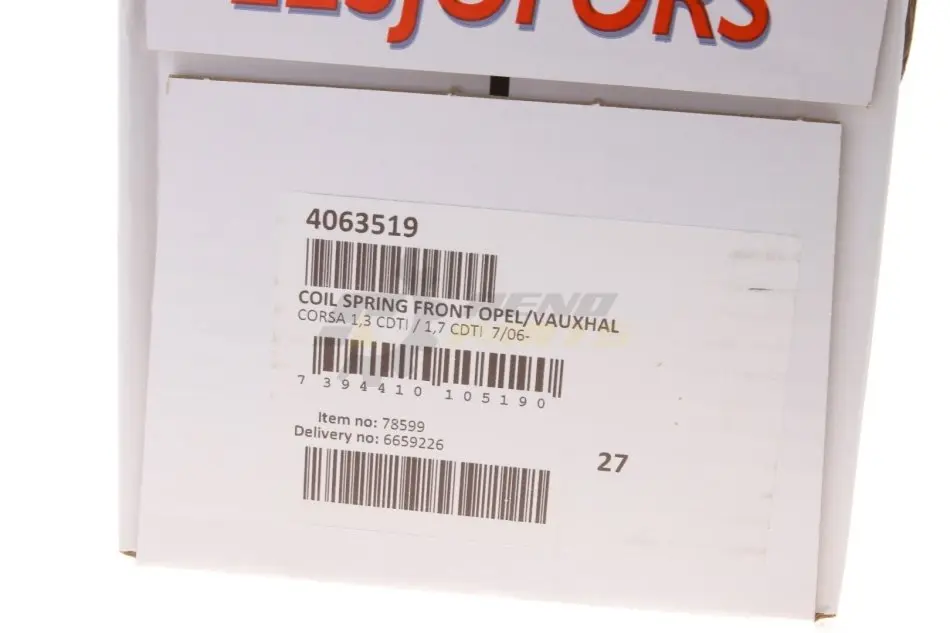 LESJÖFORS
4063519
COIL SPRING FRONT OPEL/VAUXHAL
CORSA 1,3 CDTI / 1,7 CDTI 7/06-
7 394410 105190
Item no: 78599
Delivery no: 6659226
27